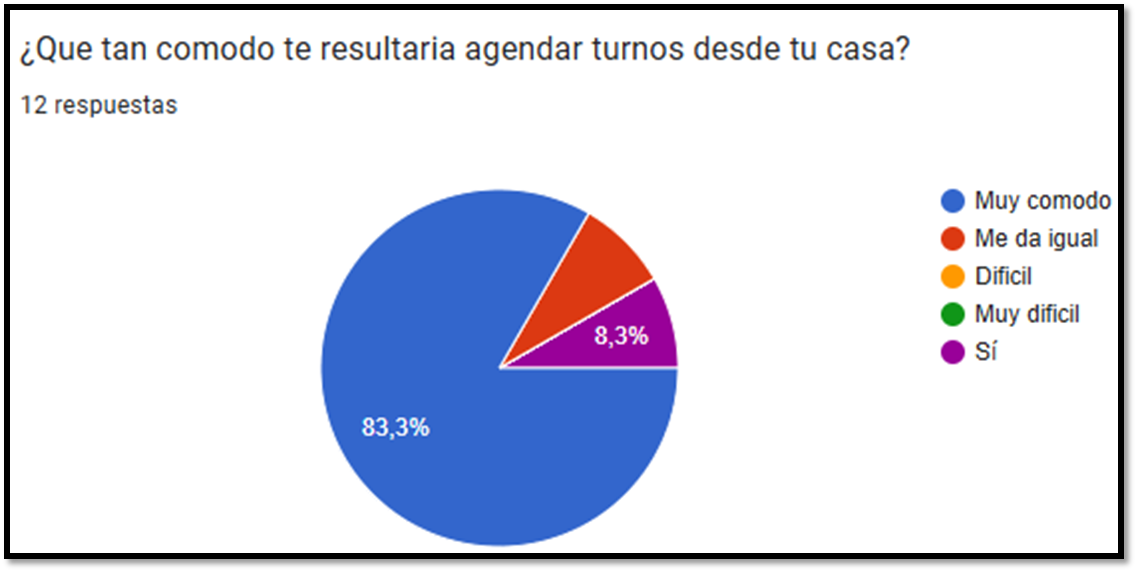 ¿Que tan comodo te resultaria agendar turnos desde tu casa?
12 respuestas
Muy comodo
Me da igual
Dificil
Muy dificil
Sí
8,3%
83,3%